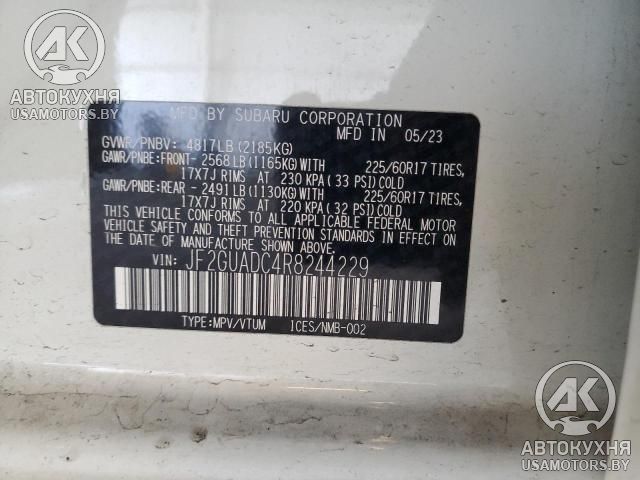 АК
АВТОКУХНЯ
USAMOTORS.BY
MFD BY SUBARU CORPORATION
MFD IN 05/23
GVWR/PNBV: 4817LB(2185KG)
GAWR/PNBE:FRONT- 2568LB(1165KG)WITH 225/60R17 TIRES,
17X7J RIMS AT 230 KPA(33 PSI)COLD
GAWR/PNBE:REAR - 2491LB(1130KG)WITH 225/60R17 TIRES,
17X7J RIMS AT 220 KPA(32 PSI)COLD
THIS VEHICLE CONFORMS TO ALL APPLICABLE FEDERAL MOTOR
VEHICLE SAFETY AND THEFT PREVENTION STANDARDS IN EFFECT ON THE
DATE OF MANUFACTURE SHOWN ABOVE.
VIN: JF2GUADC4R8244229
TYPE:MPV/VTUM ICES/NMB-002
АК
АВТОКУХНЯ
USAMOTORS.BY